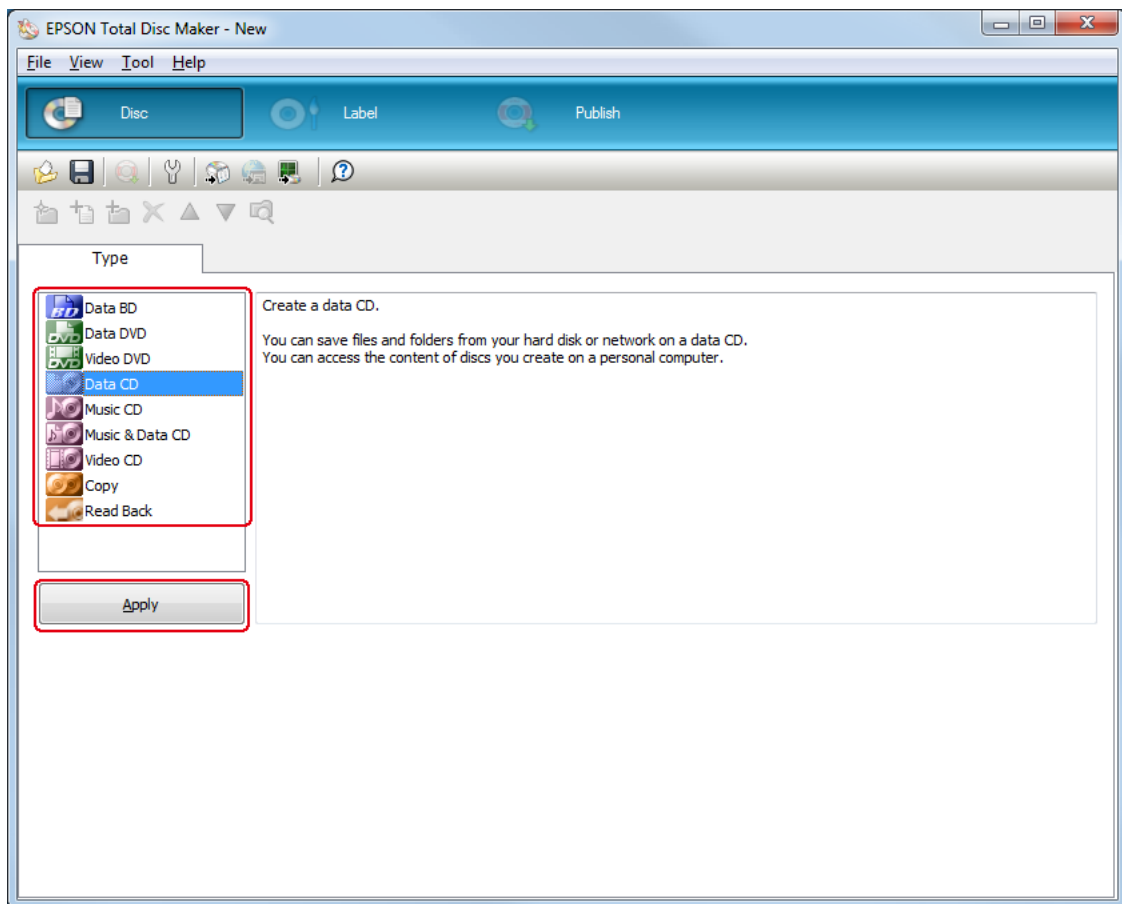 EPSON Total Disc Maker - New
File View Tool Help
Disc Label Publish
Type
Data BD
Data DVD
Video DVD
Data CD
Music CD
Music & Data CD
Video CD
Copy
Read Back
Apply
Create a data CD.
You can save files and folders from your hard disk or network on a data CD.
You can access the content of discs you create on a personal computer.